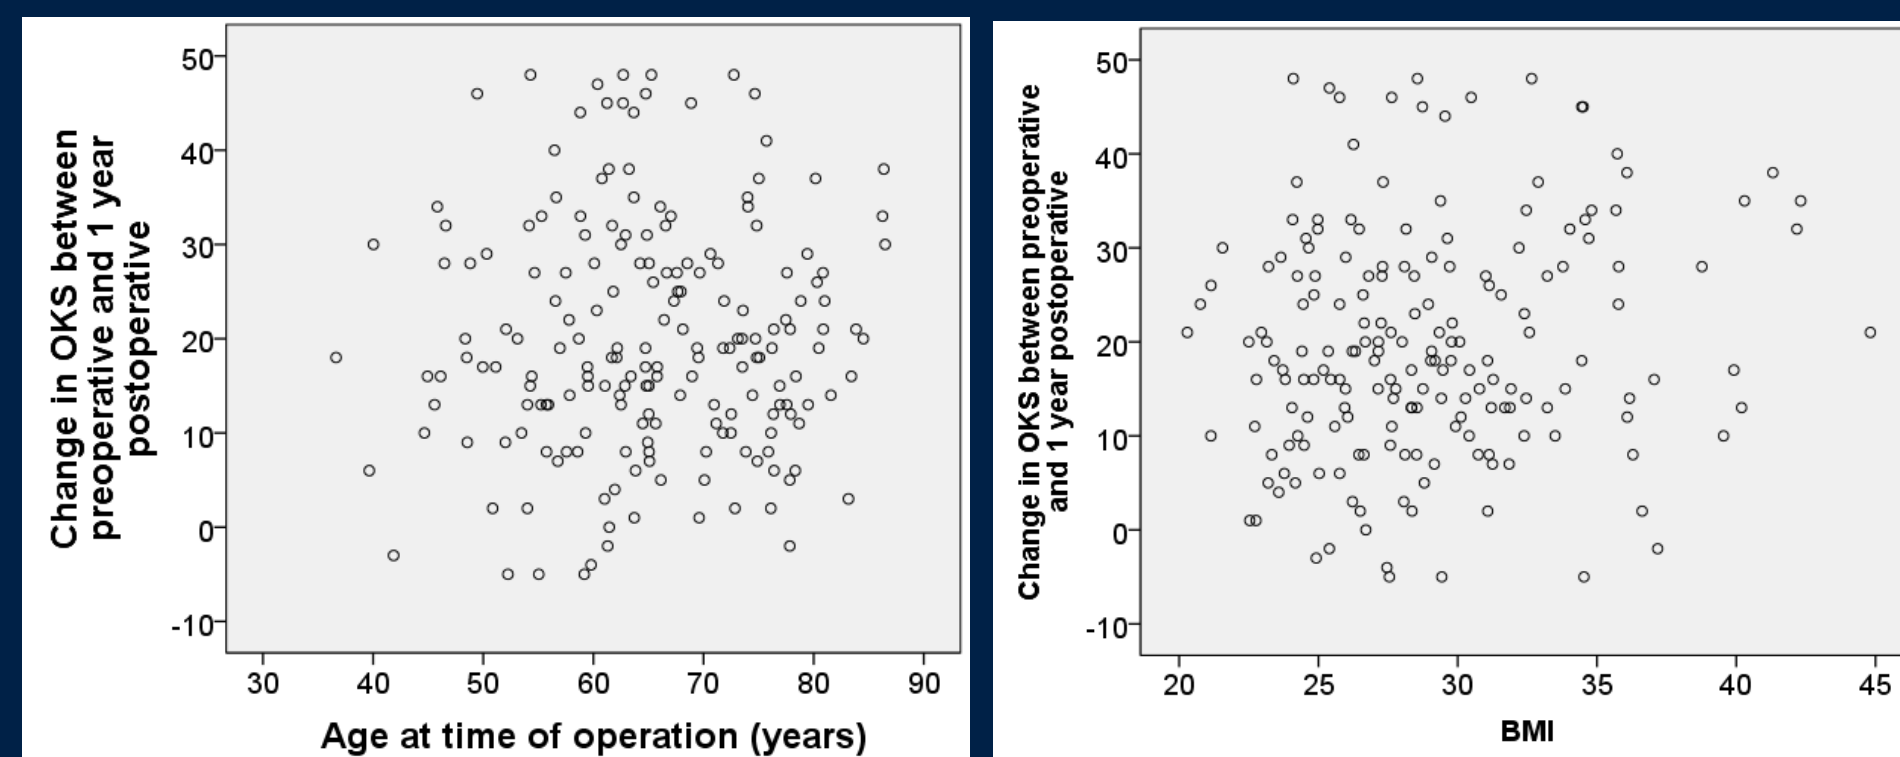 Change in OKS between
preoperative and 1 year
postoperative
50
40
30
20
10
0
-10
30 40 50 60 70 80 90
Age at time of operation (years)
Change in OKS between preoperative
and 1 year postoperative
50
40
30
20
10
0
-10
20 25 30 35 40 45
BMI